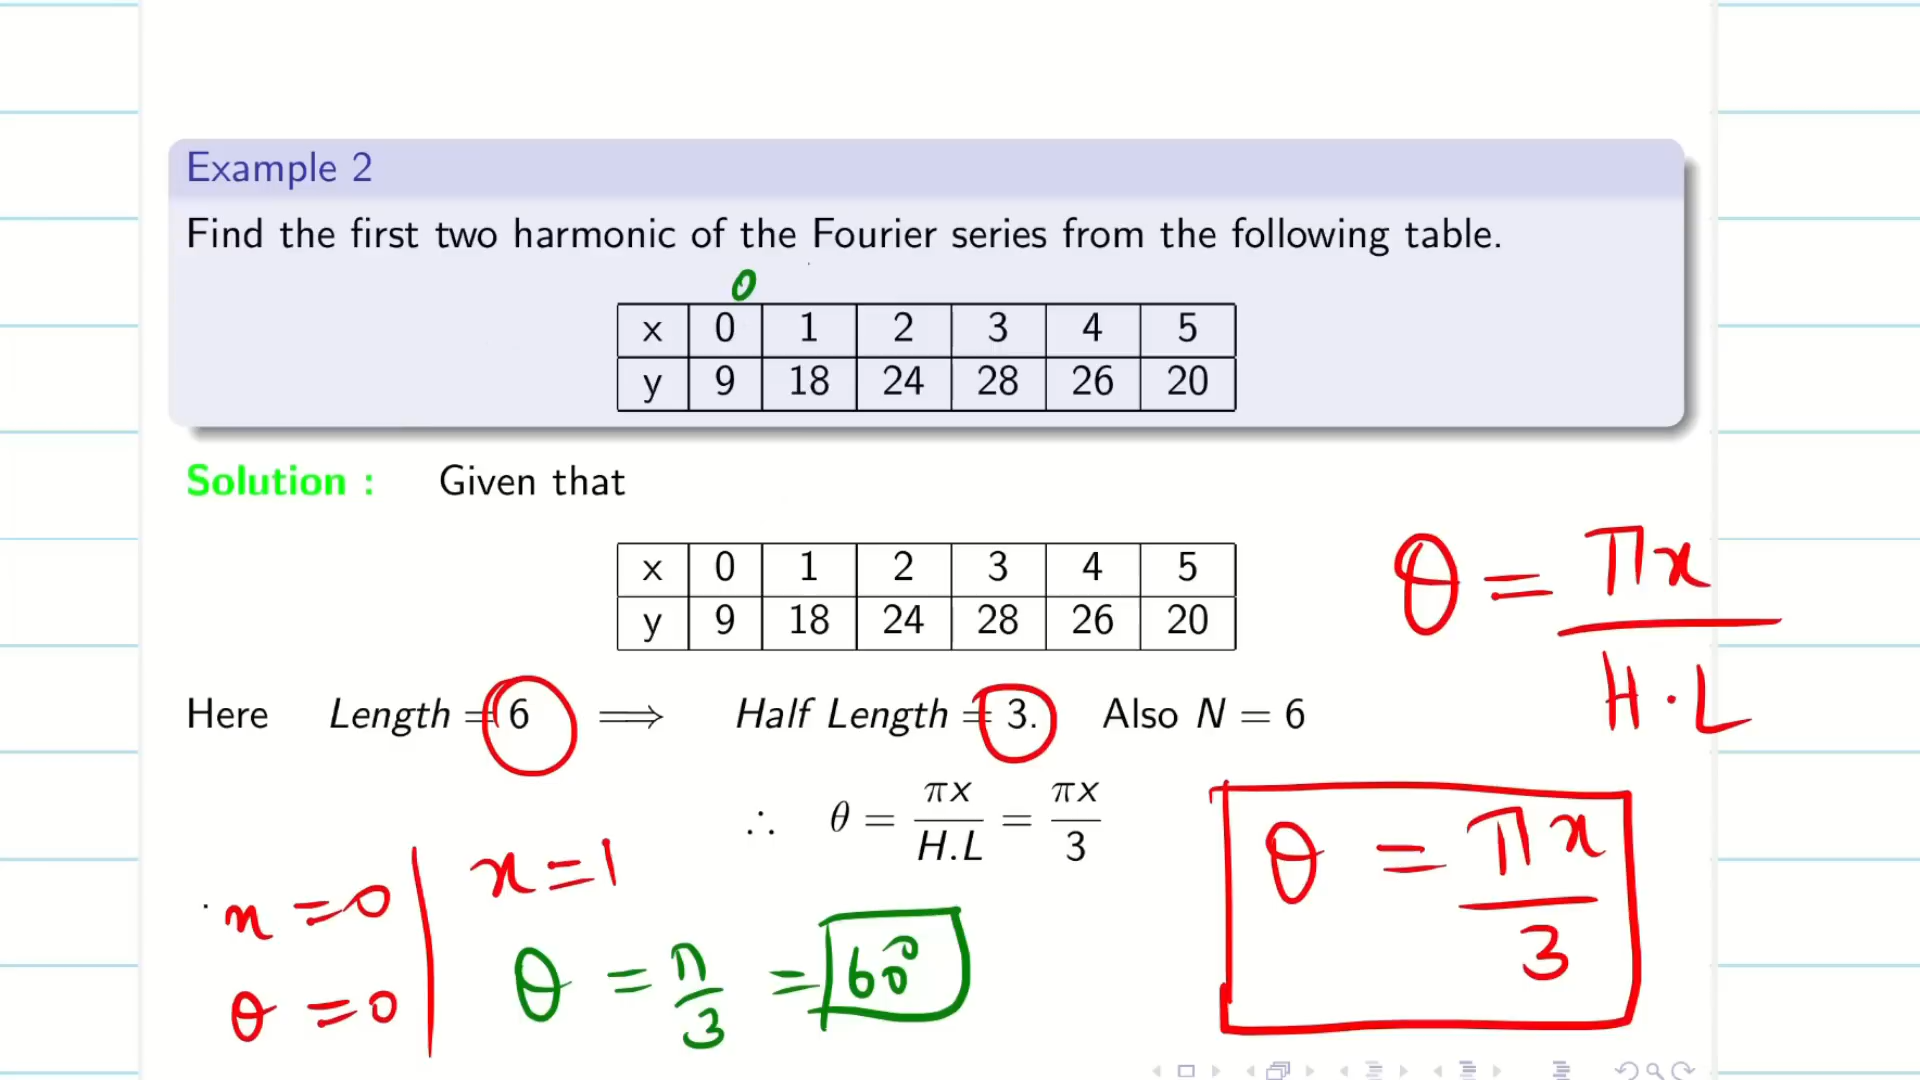 Example 2
Find the first two harmonic of the Fourier series from the following table.
0
x 0 1 2 3 4 5
y 9 18 24 28 26 20
Solution : Given that
x 0 1 2 3 4 5
y 9 18 24 28 26 20
θ = πx / H.L
Here Length = 6 ⟹ Half Length = 3. Also N = 6
∴ θ = πx / H.L = πx / 3
θ = πx / 3
x = 0
θ = 0
x = 1
θ = π / 3 = 60°